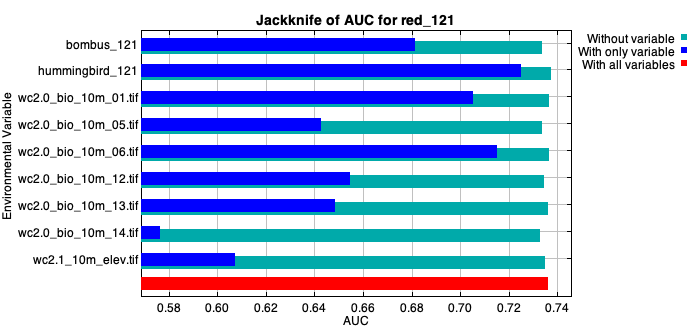 Jackknife of AUC for red_121
Without variable
With only variable
With all variables
Environmental Variable
bombus_121
hummingbird_121
wc2.0_bio_10m_01.tif
wc2.0_bio_10m_05.tif
wc2.0_bio_10m_06.tif
wc2.0_bio_10m_12.tif
wc2.0_bio_10m_13.tif
wc2.0_bio_10m_14.tif
wc2.1_10m_elev.tif
0.58 0.60 0.62 0.64 0.66 0.68 0.70 0.72 0.74
AUC